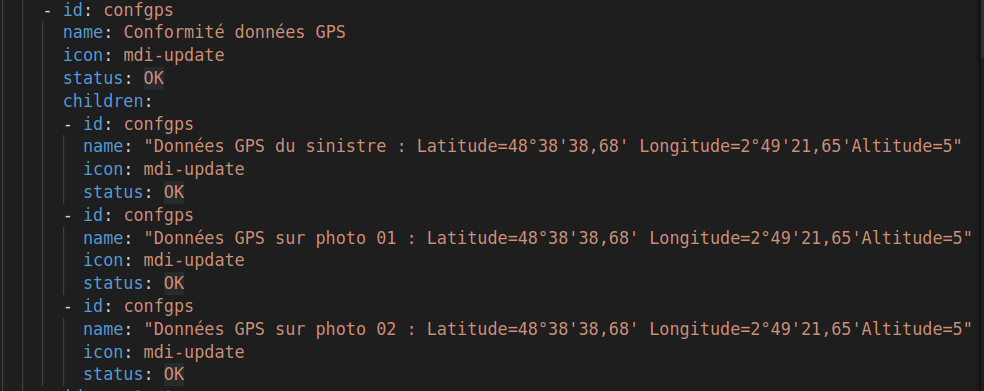 - id: confgps
name: Conformité données GPS
icon: mdi-update
status: OK
children:
- id: confgps
name: "Données GPS du sinistre : Latitude=48°38'38,68' Longitude=2°49'21,65'Altitude=5"
icon: mdi-update
status: OK
- id: confgps
name: "Données GPS sur photo 01 : Latitude=48°38'38,68' Longitude=2°49'21,65'Altitude=5"
icon: mdi-update
status: OK
- id: confgps
name: "Données GPS sur photo 02 : Latitude=48°38'38,68' Longitude=2°49'21,65'Altitude=5"
icon: mdi-update
status: OK